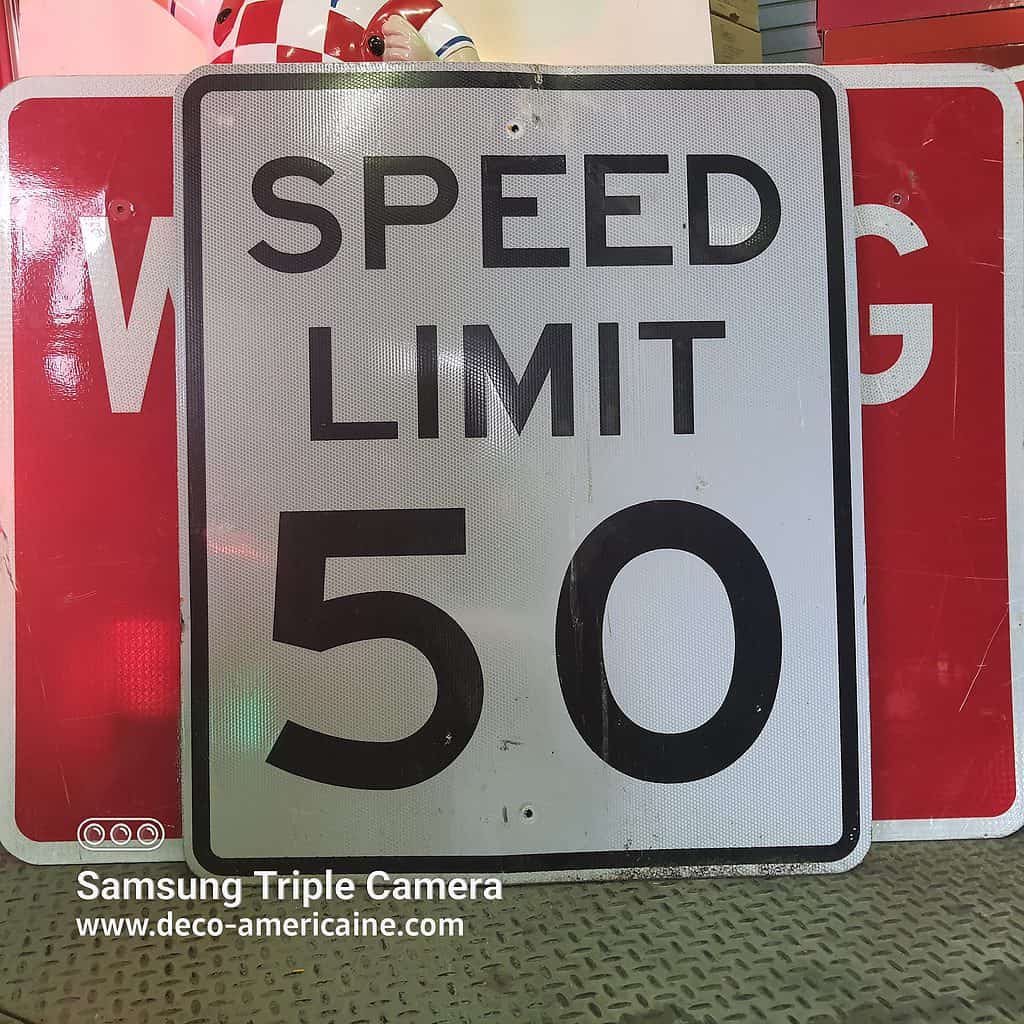 SPEED
LIMIT
50
W
G
Samsung Triple Camera
www.deco-americaine.com